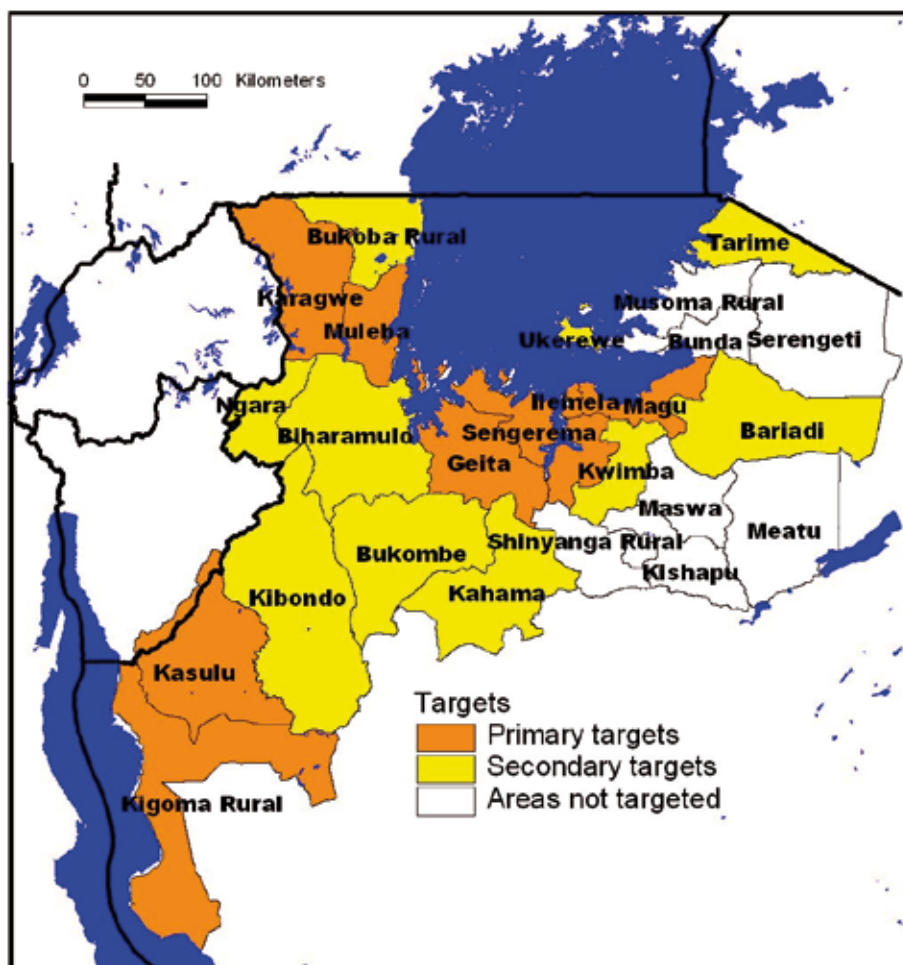 0 50 100 Kilometers
Bukoba Rural
Tarime
Karagwe
Musoma Rural
Muleba
Ukerewe
Bunda
Serengeti
Ngara
Ilemela
Magu
Biharamulo
Sengerema
Bariadi
Geita
Kwimba
Maswa
Meatu
Bukombe
Shinyanga Rural
Kishapu
Kibondo
Kahama
Kasulu
Targets
Primary targets
Secondary targets
Areas not targeted
Kigoma Rural